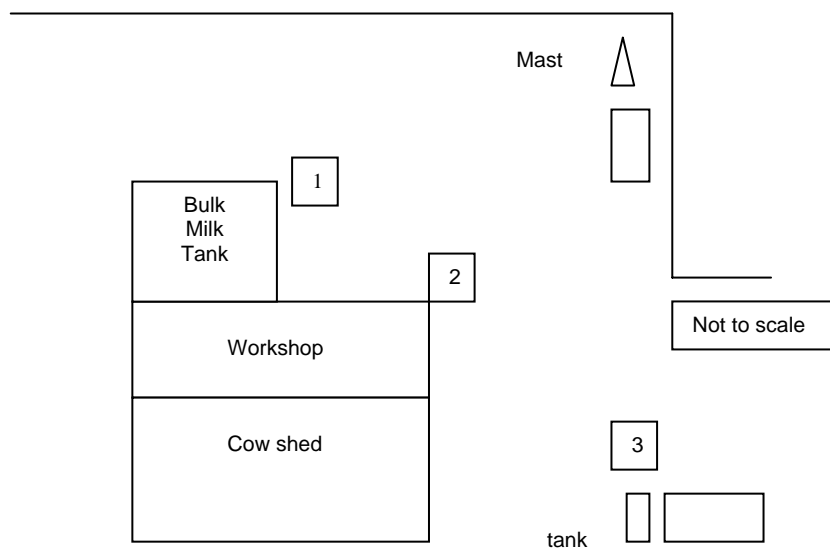 Mast
1
Bulk
Milk
Tank
2
Not to scale
Workshop
3
Cow shed
tank